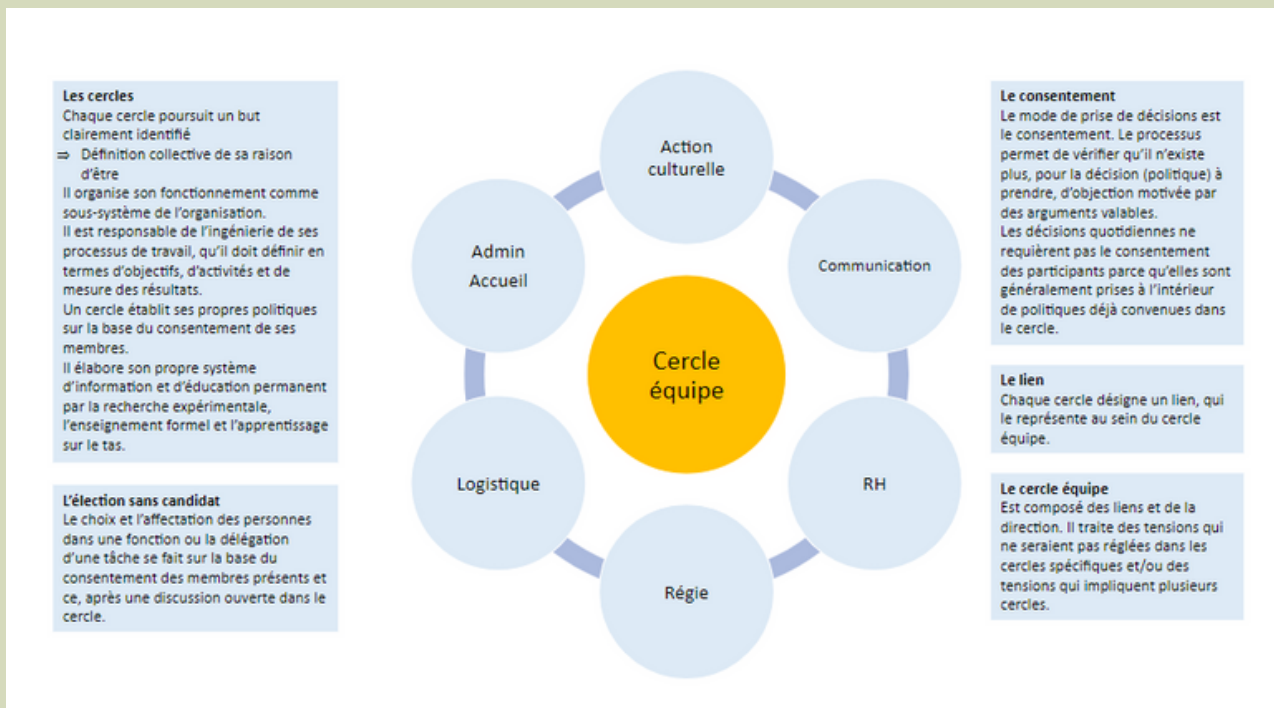 Les cercles
Chaque cercle poursuit un but
clairement identifié
⇒ Définition collective de sa raison
d'être
Il organise son fonctionnement comme
sous-système de l'organisation.
Il est responsable de l'ingénierie de ses
processus de travail, qu'il doit définir en
termes d'objectifs, d'activités et de
mesure des résultats.
Un cercle établit ses propres politiques
sur la base du consentement de ses
membres.
Il élabore son propre système
d'information et d'éducation permanent
par la recherche expérimentale,
l'enseignement formel et l'apprentissage
sur le tas.
L'élection sans candidat
Le choix et l'affectation des personnes
dans une fonction ou la délégation
d'une tâche se fait sur la base du
consentement des membres présents et
ce, après une discussion ouverte dans le
cercle.
Action
culturelle
Communication
RH
Régie
Logistique
Admin
Accueil
Cercle
équipe
Le consentement
Le mode de prise de décisions est
le consentement. Le processus
permet de vérifier qu'il n'existe
plus, pour la décision (politique) à
prendre, d'objection motivée par
des arguments valables.
Les décisions quotidiennes ne
requièrent pas le consentement
des participants parce qu'elles sont
généralement prises à l'intérieur
de politiques déjà convenues dans
le cercle.
Le lien
Chaque cercle désigne un lien, qui
le représente au sein du cercle
équipe.
Le cercle équipe
Est composé des liens et de la
direction. Il traite des tensions qui
ne seraient pas réglées dans les
cercles spécifiques et/ou des
tensions qui impliquent plusieurs
cercles.